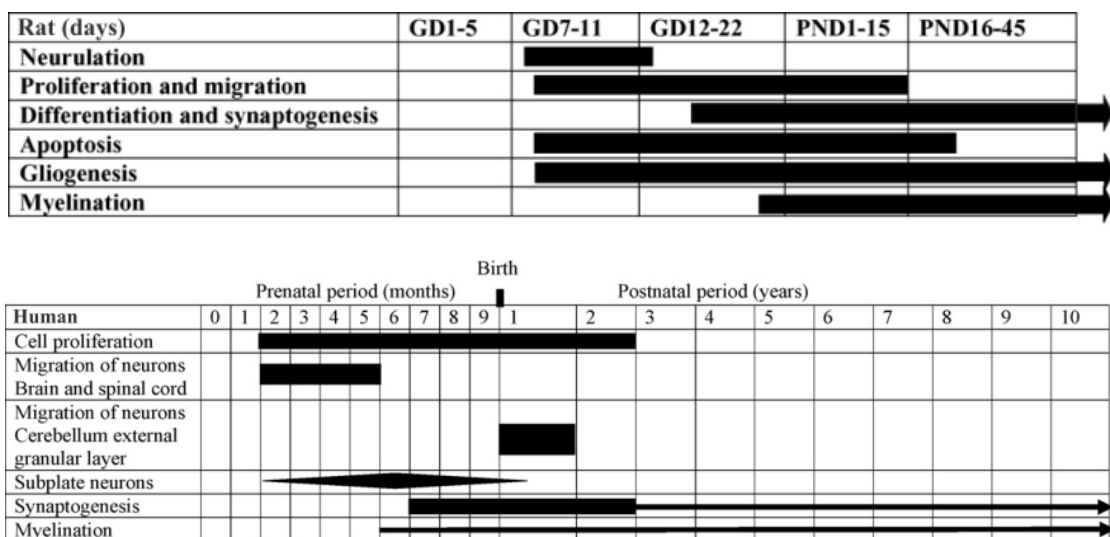 Rat (days) GD1-5 GD7-11 GD12-22 PND1-15 PND16-45
Neurulation
Proliferation and migration
Differentiation and synaptogenesis
Apoptosis
Gliogenesis
Myelination
Birth
Prenatal period (months) Postnatal period (years)
Human 0 1 2 3 4 5 6 7 8 9 1 2 3 4 5 6 7 8 9 10
Cell proliferation
Migration of neurons
Brain and spinal cord
Migration of neurons
Cerebellum external
granular layer
Subplate neurons
Synaptogenesis
Myelination